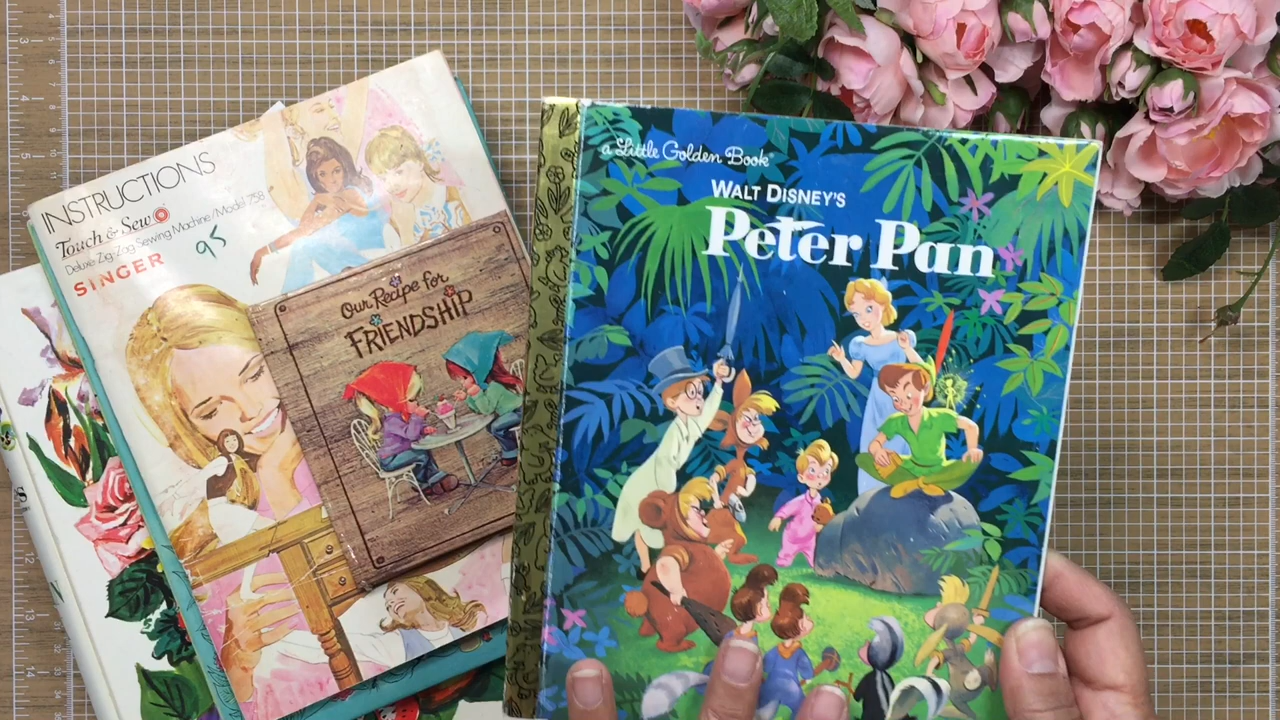 INSTRUCTIONS
Touch & Sew
Deluxe Zig-Zag Sewing Machine/Model 758
SINGER
95
Our Recipe for
FRIENDSHIP
a Little Golden Book®
WALT DISNEY'S
Peter Pan